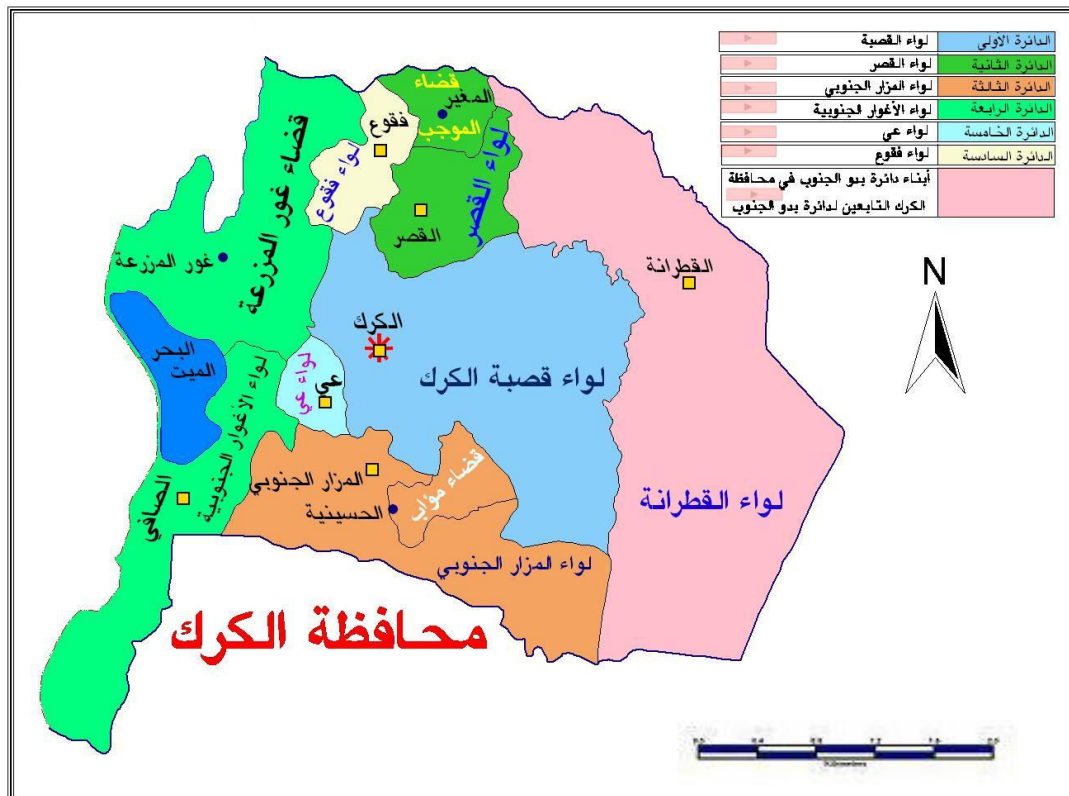 الدائرة الأولى لواء القصبة
الدائرة الثانية لواء القصر
الدائرة الثالثة لواء المزار الجنوبي
الدائرة الرابعة لواء الأغوار الجنوبية
الدائرة الخامسة لواء عي
الدائرة السادسة لواء فقوع
أبناء دائرة بدو الجنوب في محافظة
الكرك التابعين لدائرة بدو الجنوب
قضاء
المغير
الموجب
فقوع
لواء فقوع
لواء القصر
القصر
قضاء غور المزرعة
غور المزرعة
القطرانة
N
الكرك
البحر
الميت
لواء الأغوار الجنوبية
لواء عي
عي
لواء قصبة الكرك
المزار الجنوبي
قضاء مؤاب
الحسينية
الصافي
لواء القطرانة
لواء المزار الجنوبي
محافظة الكرك